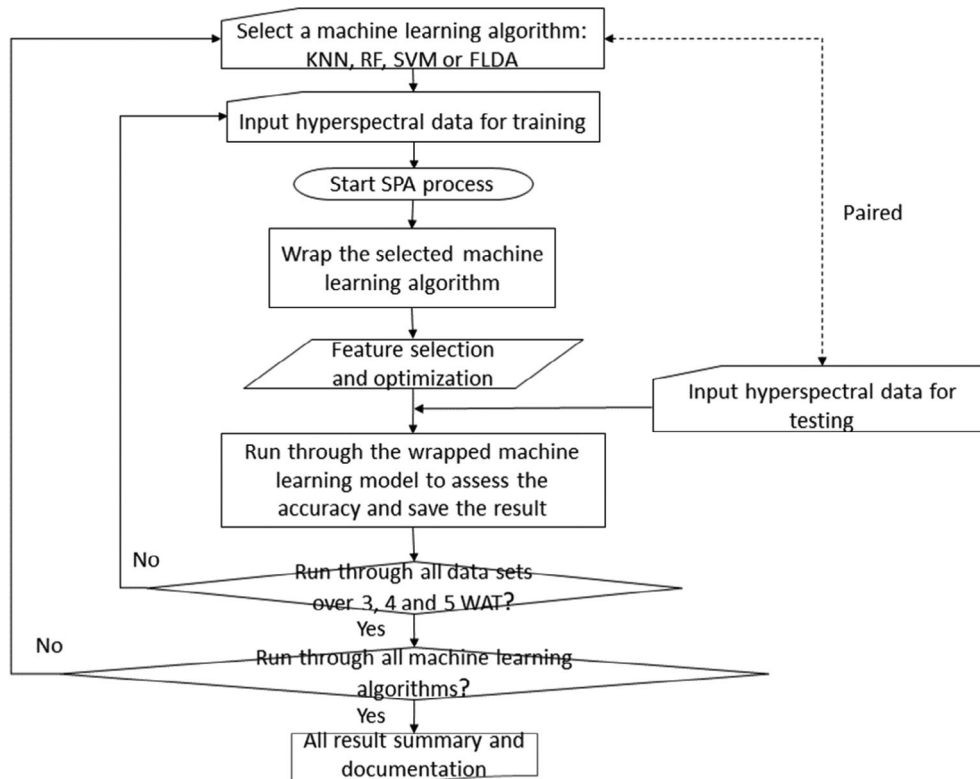 Select a machine learning algorithm:
KNN, RF, SVM or FLDA
Input hyperspectral data for training
Start SPA process
Paired
Wrap the selected machine
learning algorithm
Feature selection
and optimization
Input hyperspectral data for
testing
Run through the wrapped machine
learning model to assess the
accuracy and save the result
No
Run through all data sets
over 3, 4 and 5 WAT?
Yes
No
Run through all machine learning
algorithms?
Yes
All result summary and
documentation